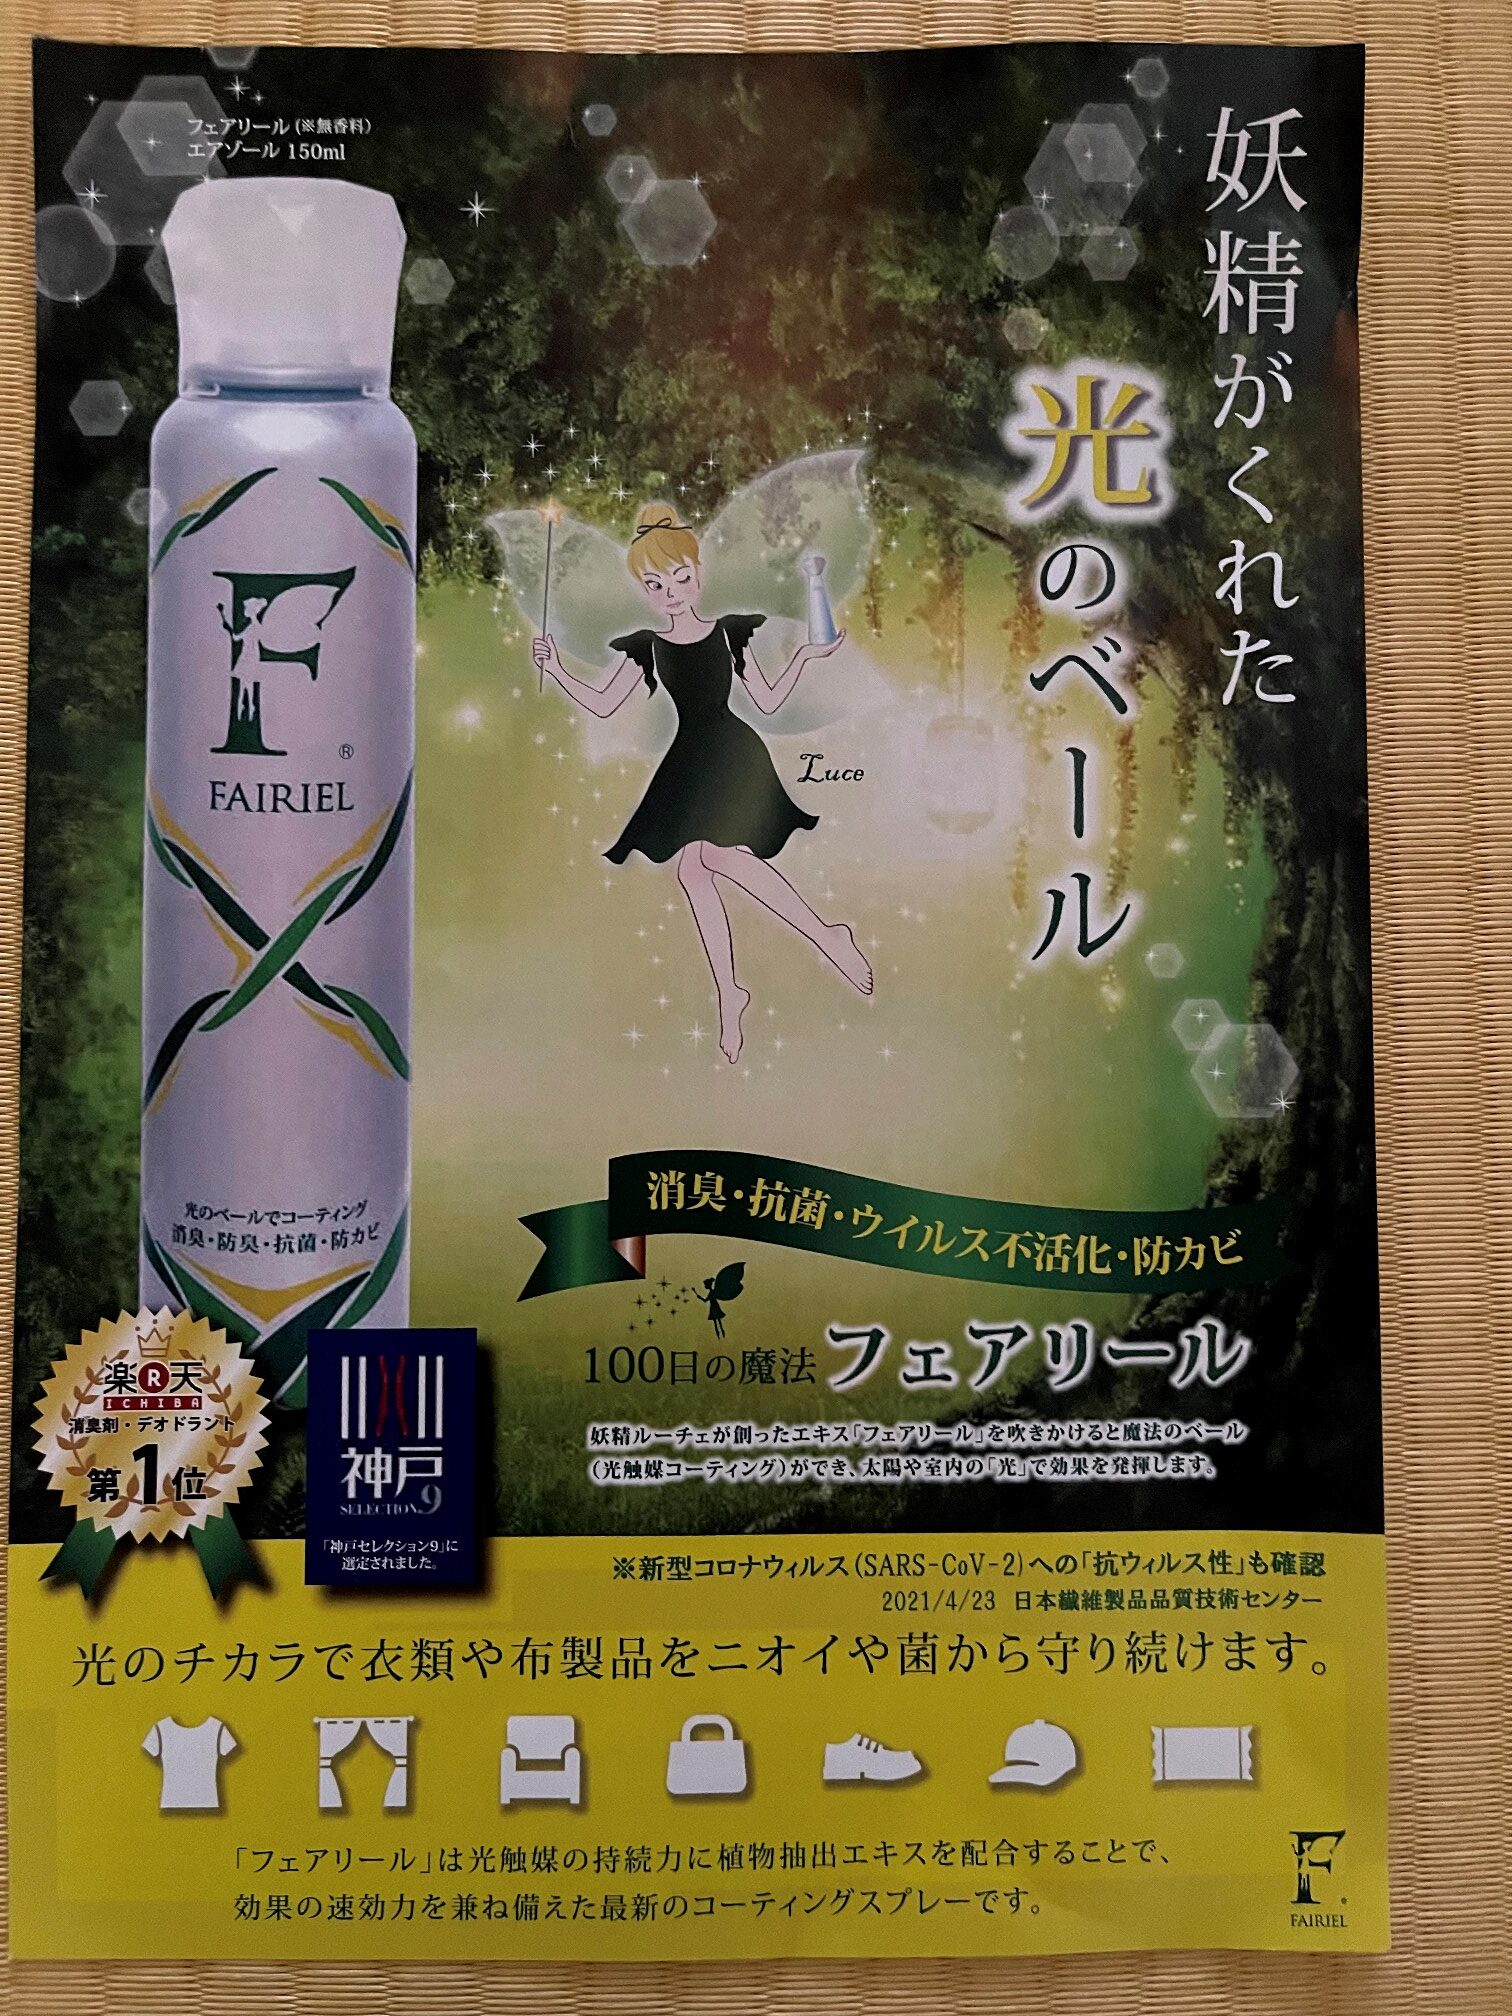 フェアリール(※無香料)
エアゾール 150ml
妖精がくれた
光のベール
F
®
FAIRIEL
Luce
光のベールでコーティング
消臭・防臭・抗菌・防カビ
消臭・抗菌・ウイルス不活化・防カビ
100日の魔法 フェアリール
妖精ルーチェが創ったエキス「フェアリール」を吹きかけると魔法のベール
(光触媒コーティング)ができ、太陽や室内の「光」で効果を発揮します。
楽R天
ICHIBA
消臭剤・デオドラント
第1位
神戸
SELECTION9
「神戸セレクション9」に
選定されました。
※新型コロナウィルス(SARS-CoV-2)への「抗ウィルス性」も確認
2021/4/23 日本繊維製品品質技術センター
光のチカラで衣類や布製品をニオイや菌から守り続けます。
「フェアリール」は光触媒の持続力に植物抽出エキスを配合することで、
効果の速効力を兼ね備えた最新のコーティングスプレーです。
F
®
FAIRIEL